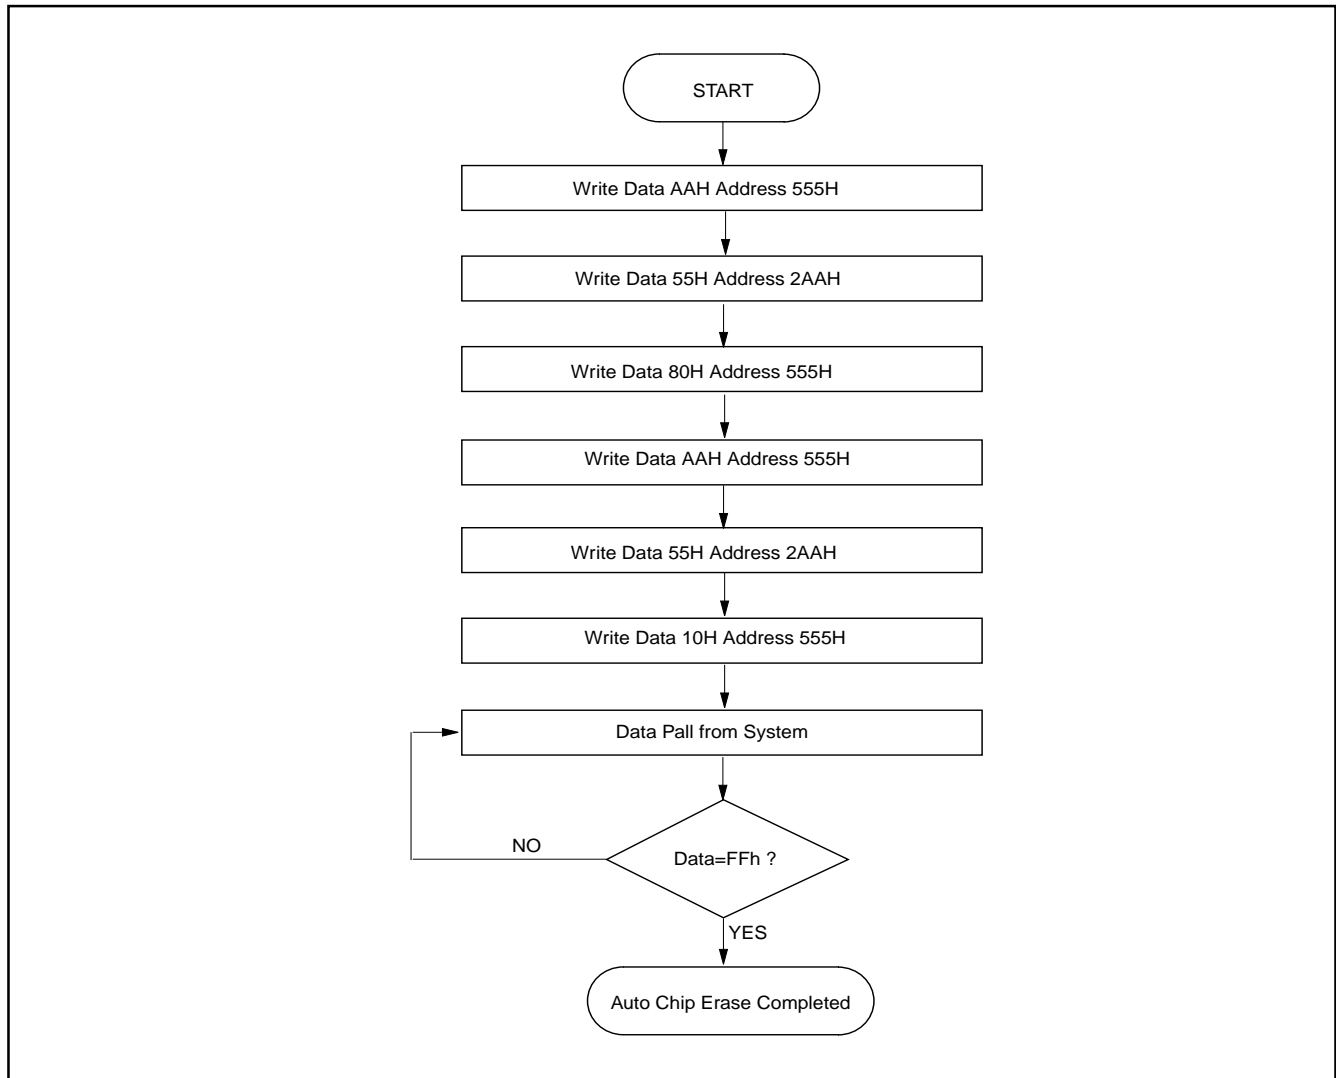 START
Write Data AAH Address 555H
Write Data 55H Address 2AAH
Write Data 80H Address 555H
Write Data AAH Address 555H
Write Data 55H Address 2AAH
Write Data 10H Address 555H
Data Pall from System
NO
Data=FFh ?
YES
Auto Chip Erase Completed